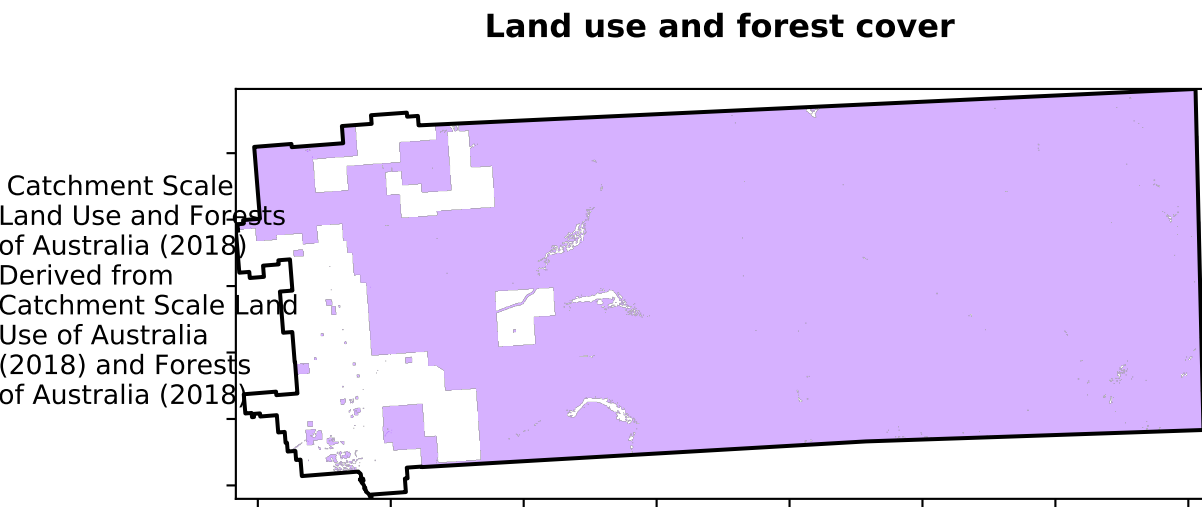 Land use and forest cover
Catchment Scale
Land Use and Forests
of Australia (2018)
Derived from
Catchment Scale Land
Use of Australia
(2018) and Forests
of Australia (2018)